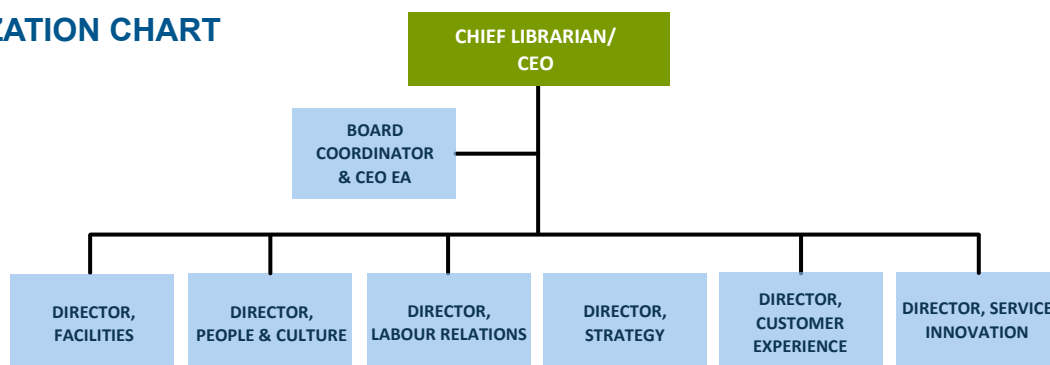 ZATION CHART
CHIEF LIBRARIAN/
CEO
BOARD
COORDINATOR
& CEO EA
DIRECTOR,
FACILITIES
DIRECTOR,
PEOPLE & CULTURE
DIRECTOR,
LABOUR RELATIONS
DIRECTOR,
STRATEGY
DIRECTOR,
CUSTOMER
EXPERIENCE
DIRECTOR, SERVICE
INNOVATION